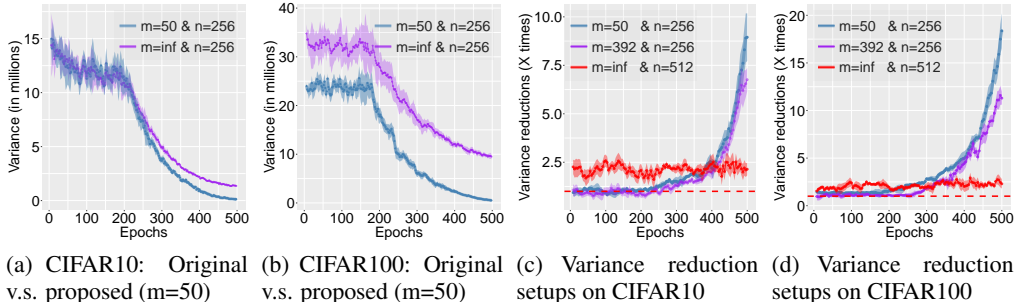 Variance (in millions)
15
10
5
0
m=50 & n=256
m=inf & n=256
0 100 200 300 400 500
Epochs
Variance (in millions)
40
30
20
10
0
m=50 & n=256
m=inf & n=256
0 100 200 300 400 500
Epochs
Variance reductions (X times)
10.0
7.5
5.0
2.5
m=50 & n=256
m=392 & n=256
m=inf & n=512
0 100 200 300 400 500
Epochs
Variance reductions (X times)
20
15
10
5
0
m=50 & n=256
m=392 & n=256
m=inf & n=512
0 100 200 300 400 500
Epochs
(a) CIFAR10: Original
v.s. proposed (m=50)
(b) CIFAR100: Original
v.s. proposed (m=50)
(c) Variance reduction
setups on CIFAR10
(d) Variance reduction
setups on CIFAR100